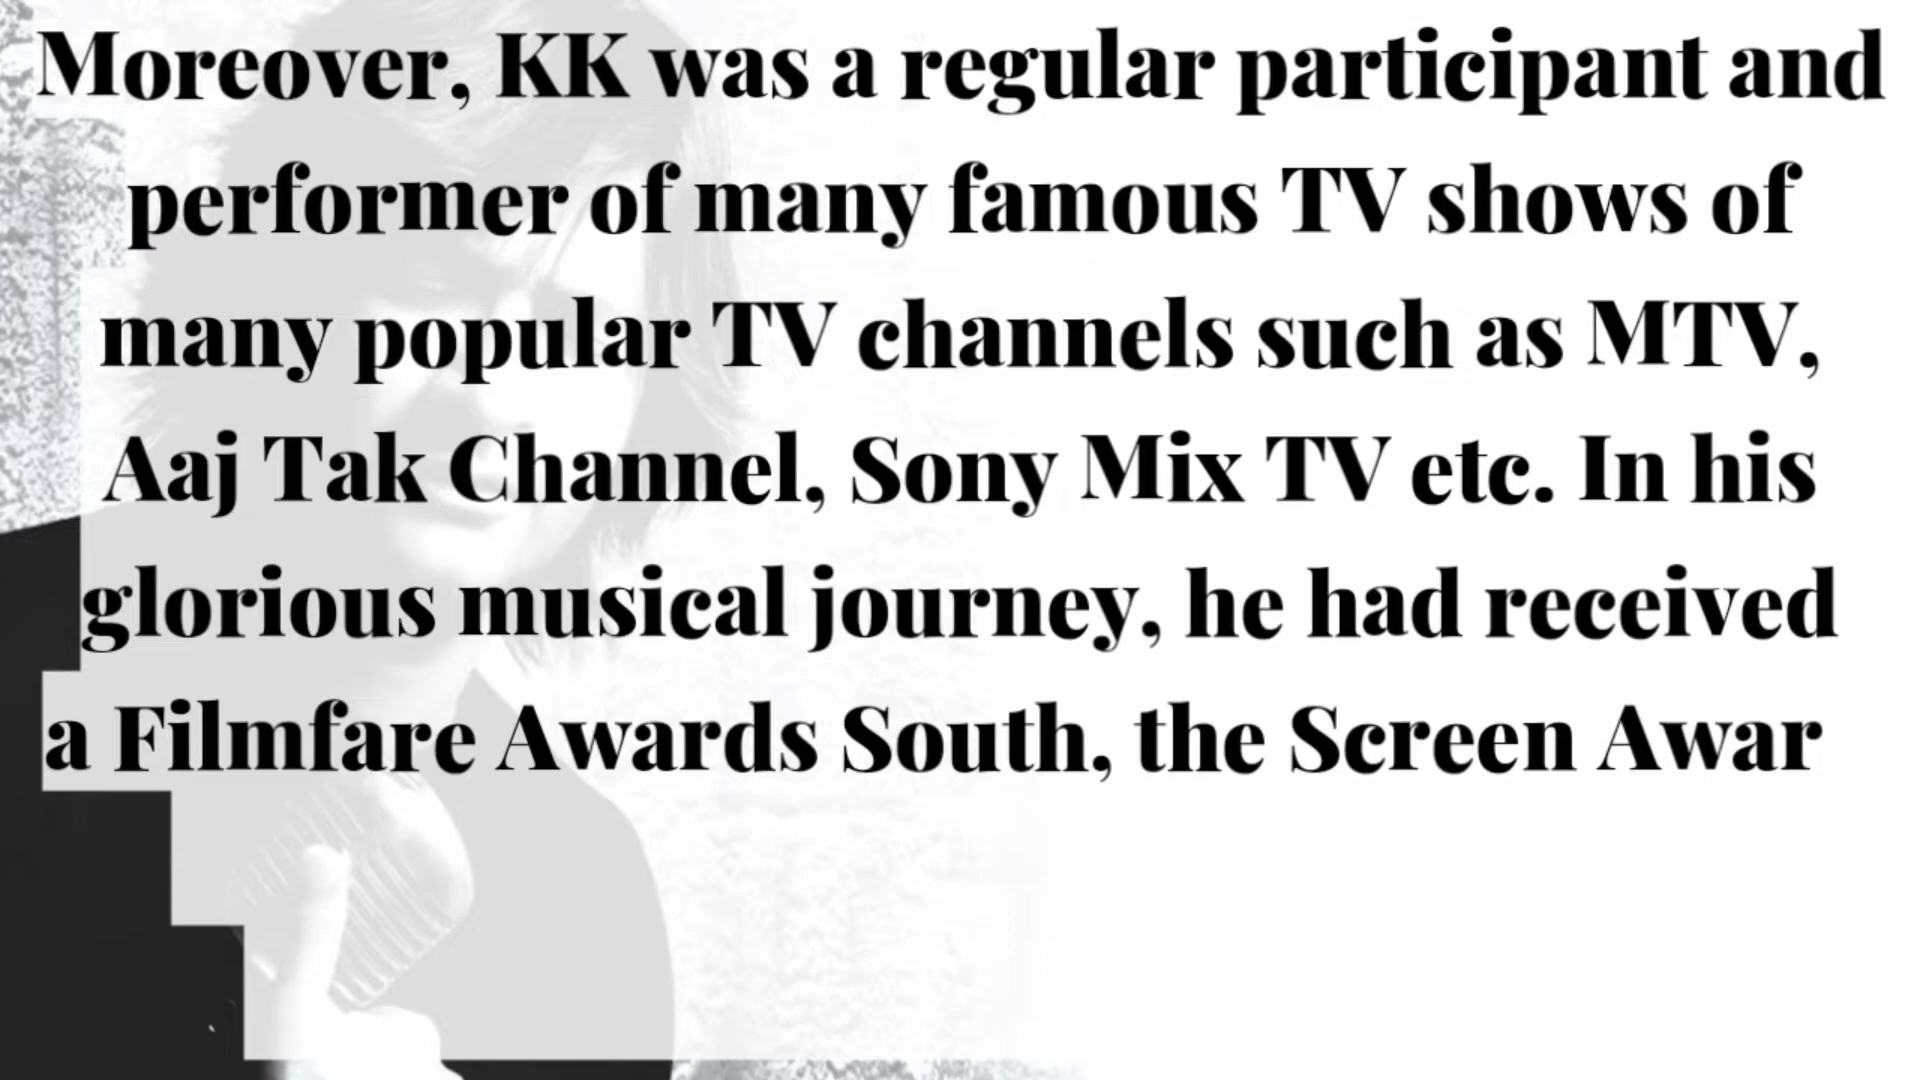 Moreover, KK was a regular participant and
performer of many famous TV shows of
many popular TV channels such as MTV,
Aaj Tak Channel, Sony Mix TV etc. In his
glorious musical journey, he had received
a Filmfare Awards South, the Screen Awar